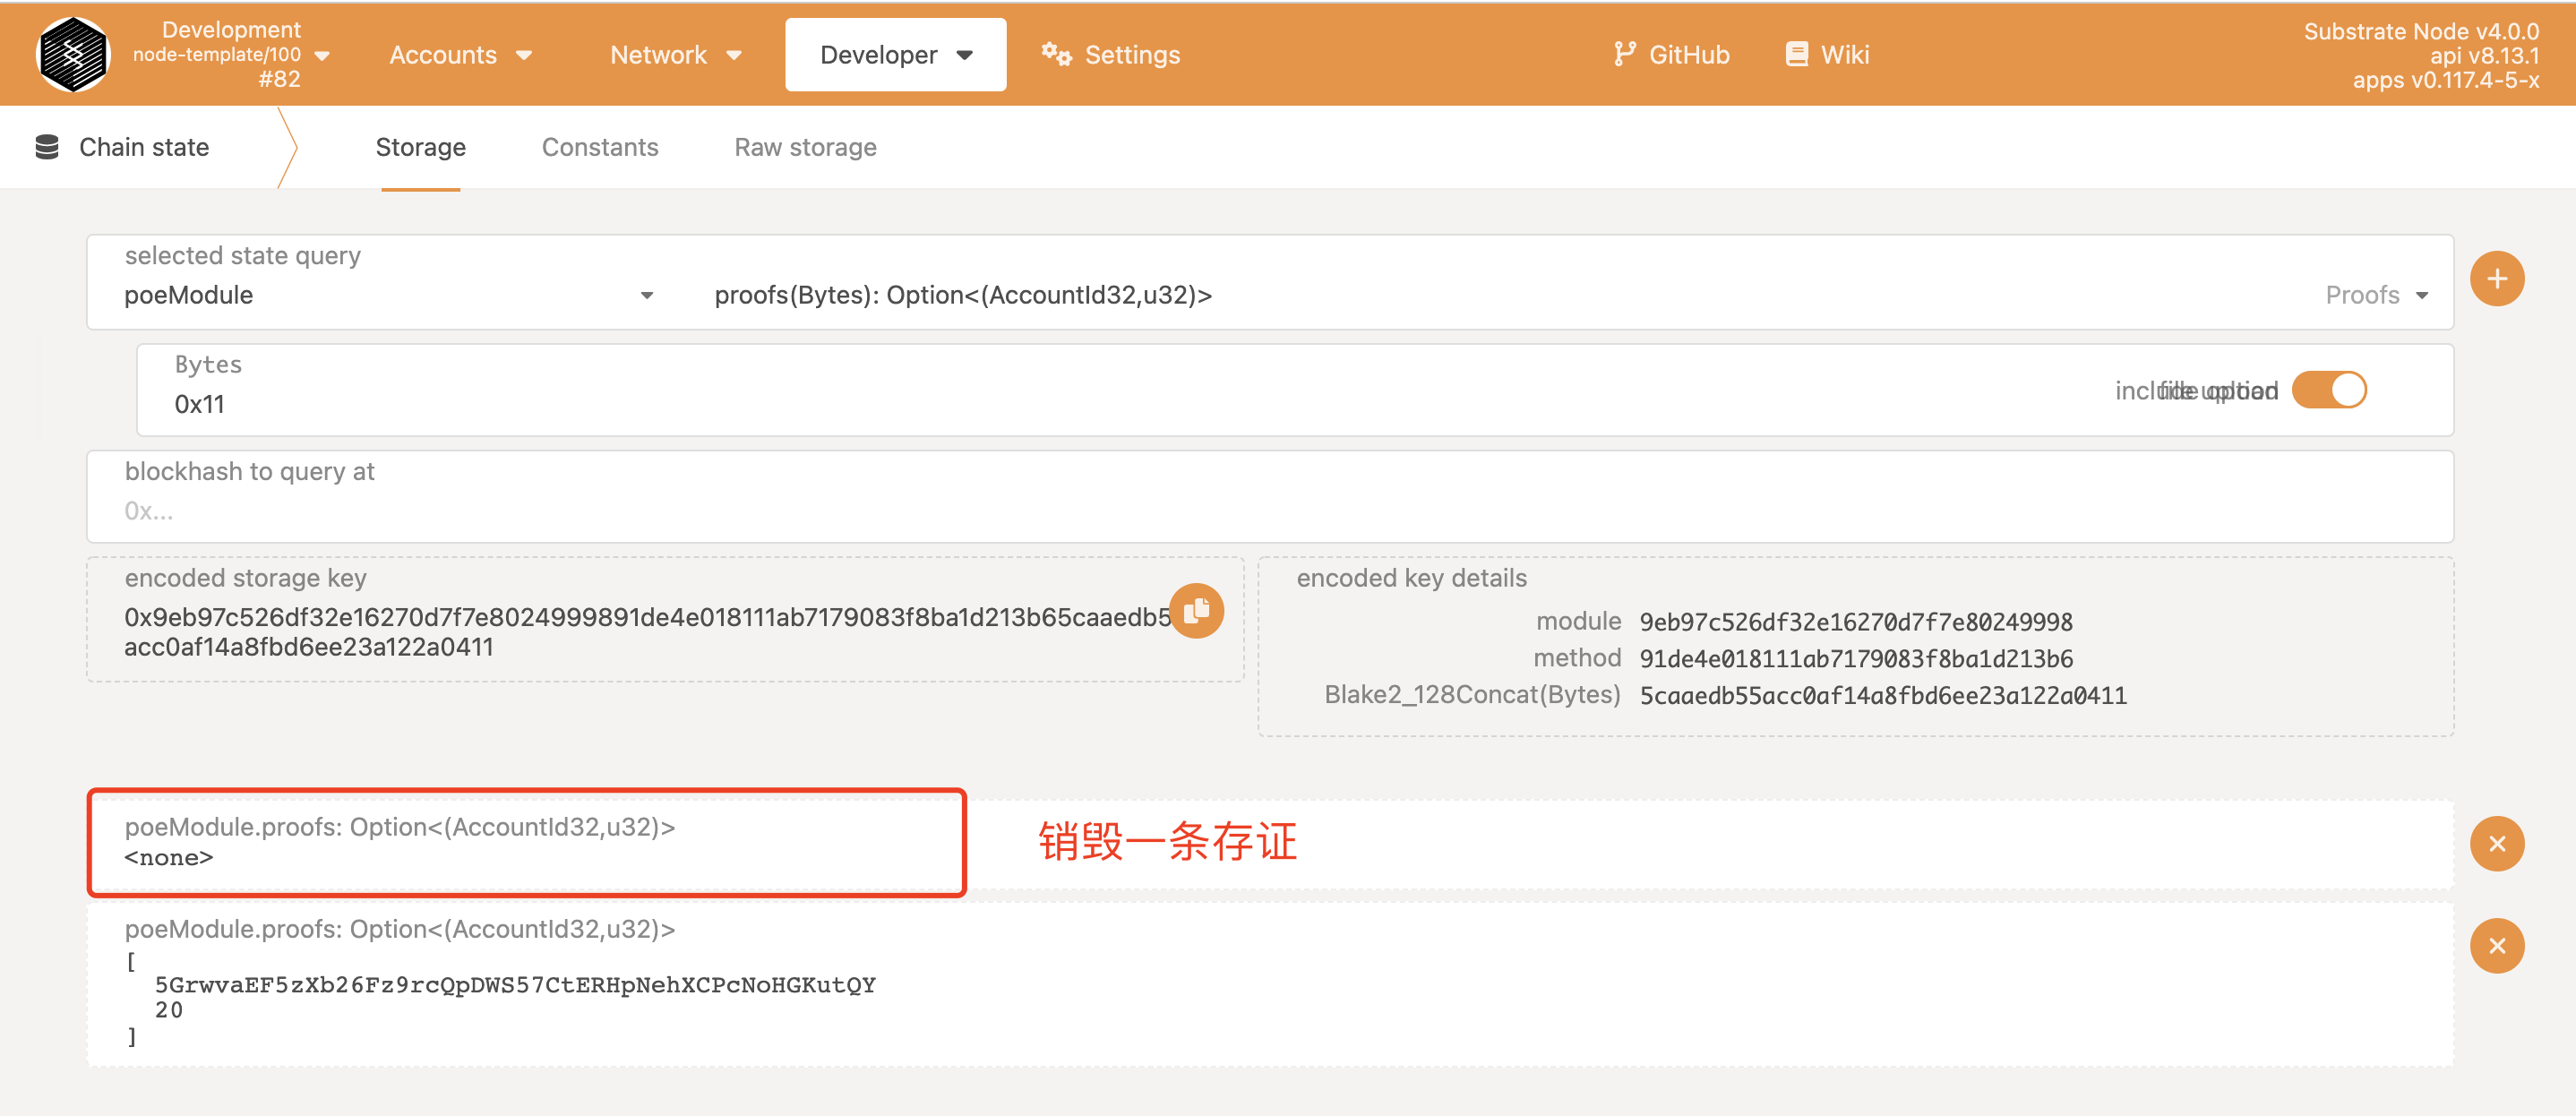 Development
node-template/100
#82
Accounts
Network
Developer
Settings
GitHub
Wiki
Substrate Node v4.0.0
api v8.13.1
apps v0.117.4-5-x
Chain state
Storage
Constants
Raw storage
selected state query
poeModule
proofs(Bytes): Option<(AccountId32,u32)>
Proofs
Bytes
0x11
include option
file upload
blockhash to query at
0x...
encoded storage key
0x9eb97c526df32e16270d7f7e8024999891de4e018111ab7179083f8ba1d213b65caaedb5
acc0af14a8fbd6ee23a122a0411
encoded key details
module 9eb97c526df32e16270d7f7e80249998
method 91de4e018111ab7179083f8ba1d213b6
Blake2_128Concat(Bytes) 5caaedb55acc0af14a8fbd6ee23a122a0411
poeModule.proofs: Option<(AccountId32,u32)>
<none>
销毁一条存证
poeModule.proofs: Option<(AccountId32,u32)>
[
5GrwvaEF5zXb26Fz9rcQpDWS57CtERHpNehXCPcNoHGKutQY
20
]